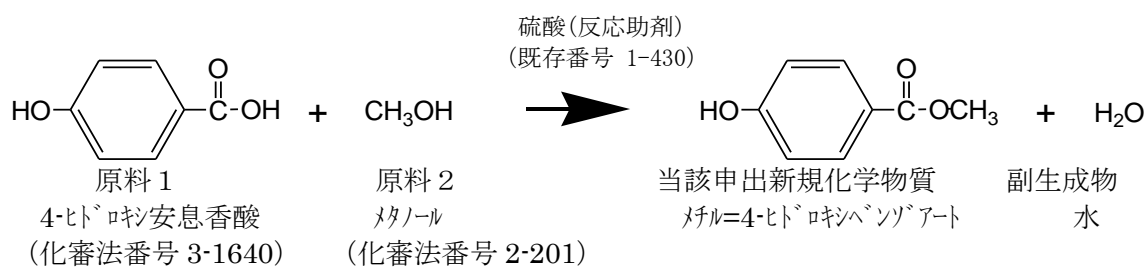 硫酸(反応助剤)
(既存番号 1-430)
HO C O OH + CH₃OH HO C O OCH₃ + H₂O
原料1 原料2 当該申出新規化学物質 副生成物
4-ﾋﾄﾞﾛｷｼ安息香酸 ﾒﾀﾉｰﾙ ﾒﾁﾙ=4-ﾋﾄﾞﾛｷｼﾍﾞﾝｿﾞｱｰﾄ 水
(化審法番号 3-1640) (化審法番号 2-201)